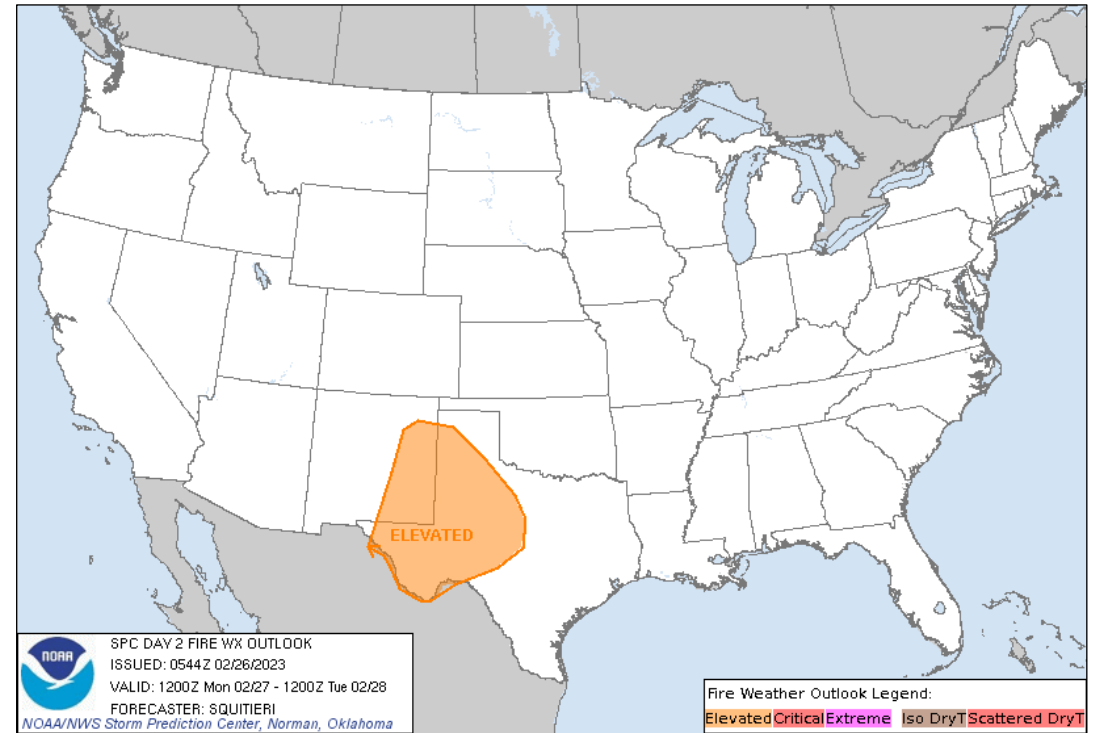 ELEVATED
NOAA
SPC DAY 2 FIRE WX OUTLOOK
ISSUED: 0544Z 02/26/2023
VALID: 1200Z Mon 02/27 - 1200Z Tue 02/28
FORECASTER: SQUITIERI
NOAA/NWS Storm Prediction Center, Norman, Oklahoma
Fire Weather Outlook Legend:
Elevated Critical Extreme Iso DryT Scattered DryT